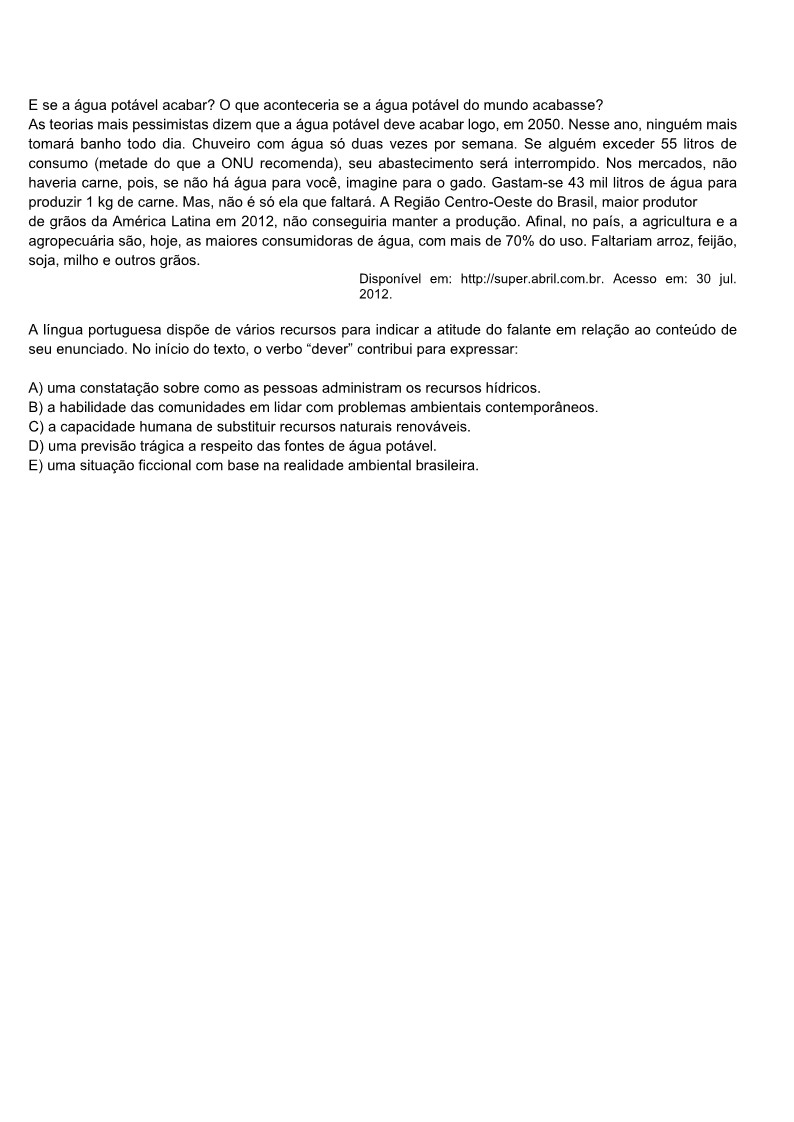 E se a água potável acabar? O que aconteceria se a água potável do mundo acabasse?
As teorias mais pessimistas dizem que a água potável deve acabar logo, em 2050. Nesse ano, ninguém mais
tomará banho todo dia. Chuveiro com água só duas vezes por semana. Se alguém exceder 55 litros de
consumo (metade do que a ONU recomenda), seu abastecimento será interrompido. Nos mercados, não
haveria carne, pois, se não há água para você, imagine para o gado. Gastam-se 43 mil litros de água para
produzir 1 kg de carne. Mas, não é só ela que faltará. A Região Centro-Oeste do Brasil, maior produtor
de grãos da América Latina em 2012, não conseguiria manter a produção. Afinal, no país, a agricultura e a
agropecuária são, hoje, as maiores consumidoras de água, com mais de 70% do uso. Faltariam arroz, feijão,
soja, milho e outros grãos.
Disponível em: http://super.abril.com.br. Acesso em: 30 jul.
2012.
A língua portuguesa dispõe de vários recursos para indicar a atitude do falante em relação ao conteúdo de
seu enunciado. No início do texto, o verbo “dever” contribui para expressar:
A) uma constatação sobre como as pessoas administram os recursos hídricos.
B) a habilidade das comunidades em lidar com problemas ambientais contemporâneos.
C) a capacidade humana de substituir recursos naturais renováveis.
D) uma previsão trágica a respeito das fontes de água potável.
E) uma situação ficcional com base na realidade ambiental brasileira.